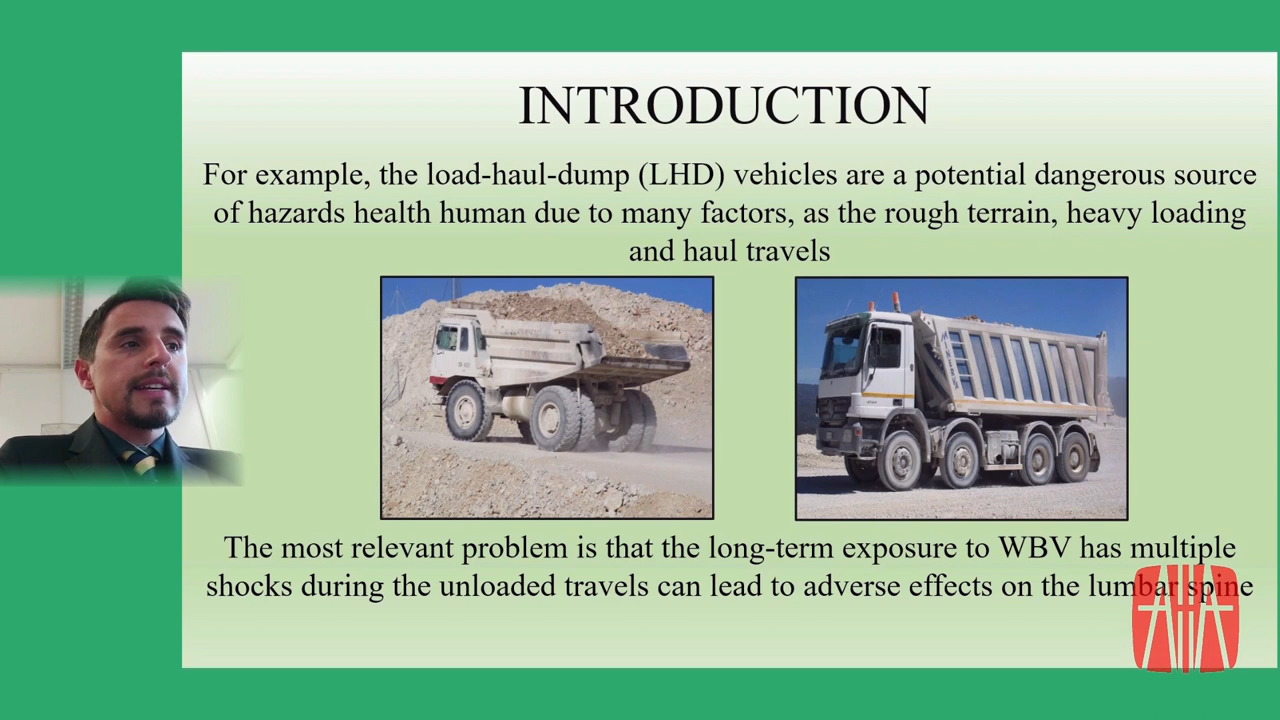 INTRODUCTION
For example, the load-haul-dump (LHD) vehicles are a potential dangerous source
of hazards health human due to many factors, as the rough terrain, heavy loading
and haul travels
The most relevant problem is that the long-term exposure to WBV has multiple
shocks during the unloaded travels can lead to adverse effects on the lumbar spine